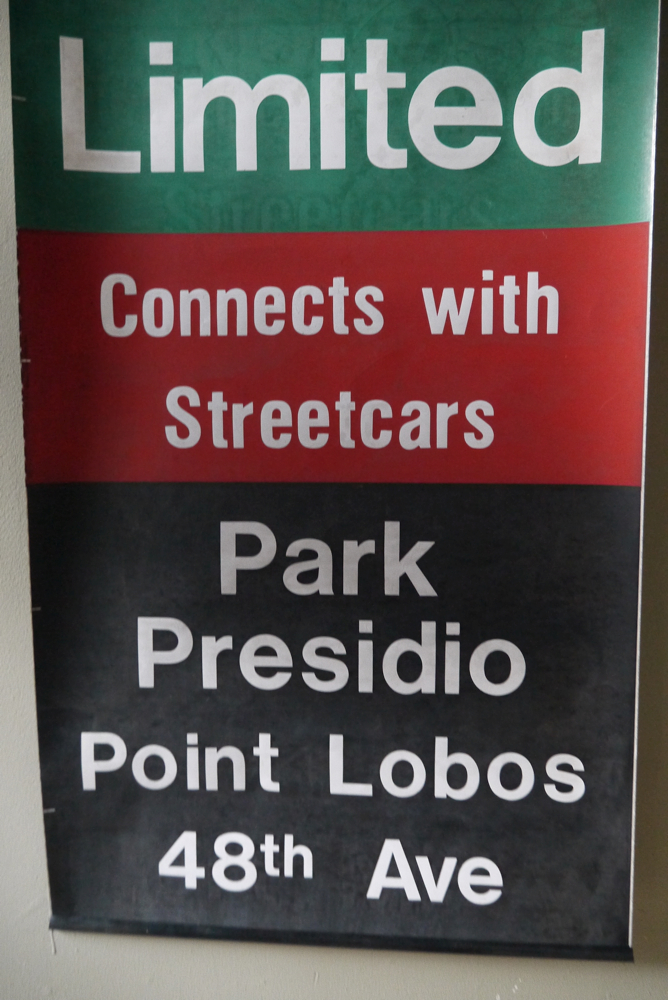 Limited
Connects with
Streetcars
Park
Presidio
Point Lobos
48th Ave